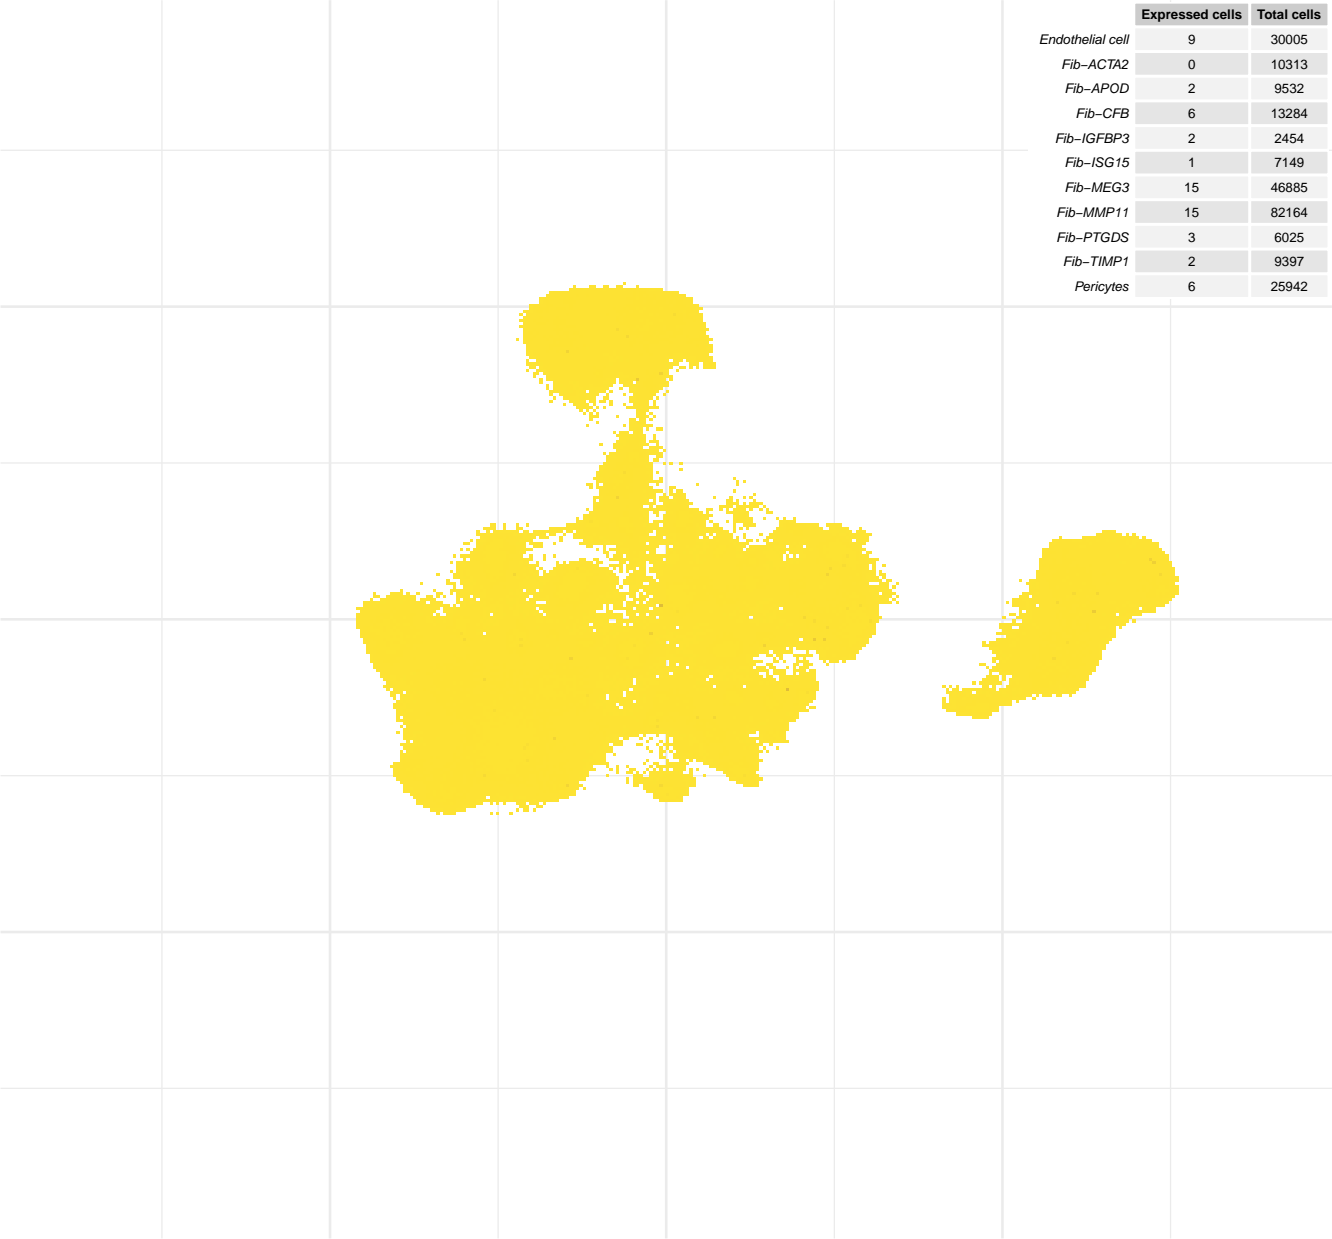 Expressed cells Total cells
Endothelial cell 9 30005
Fib−ACTA2 0 10313
Fib−APOD 2 9532
Fib−CFB 6 13284
Fib−IGFBP3 2 2454
Fib−ISG15 1 7149
Fib−MEG3 15 46885
Fib−MMP11 15 82164
Fib−PTGDS 3 6025
Fib−TIMP1 2 9397
Pericytes 6 25942